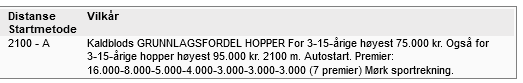 Distanse Vilkår
Startmetode
2100 - A Kaldblods GRUNNLAGSFORDEL HOPPER For 3-15-årige høyest 75.000 kr. Også for
3-15-årige hopper høyest 95.000 kr. 2100 m. Autostart. Premier:
16.000-8.000-5.000-4.000-3.000-3.000-3.000 (7 premier) Mørk sportrekning.